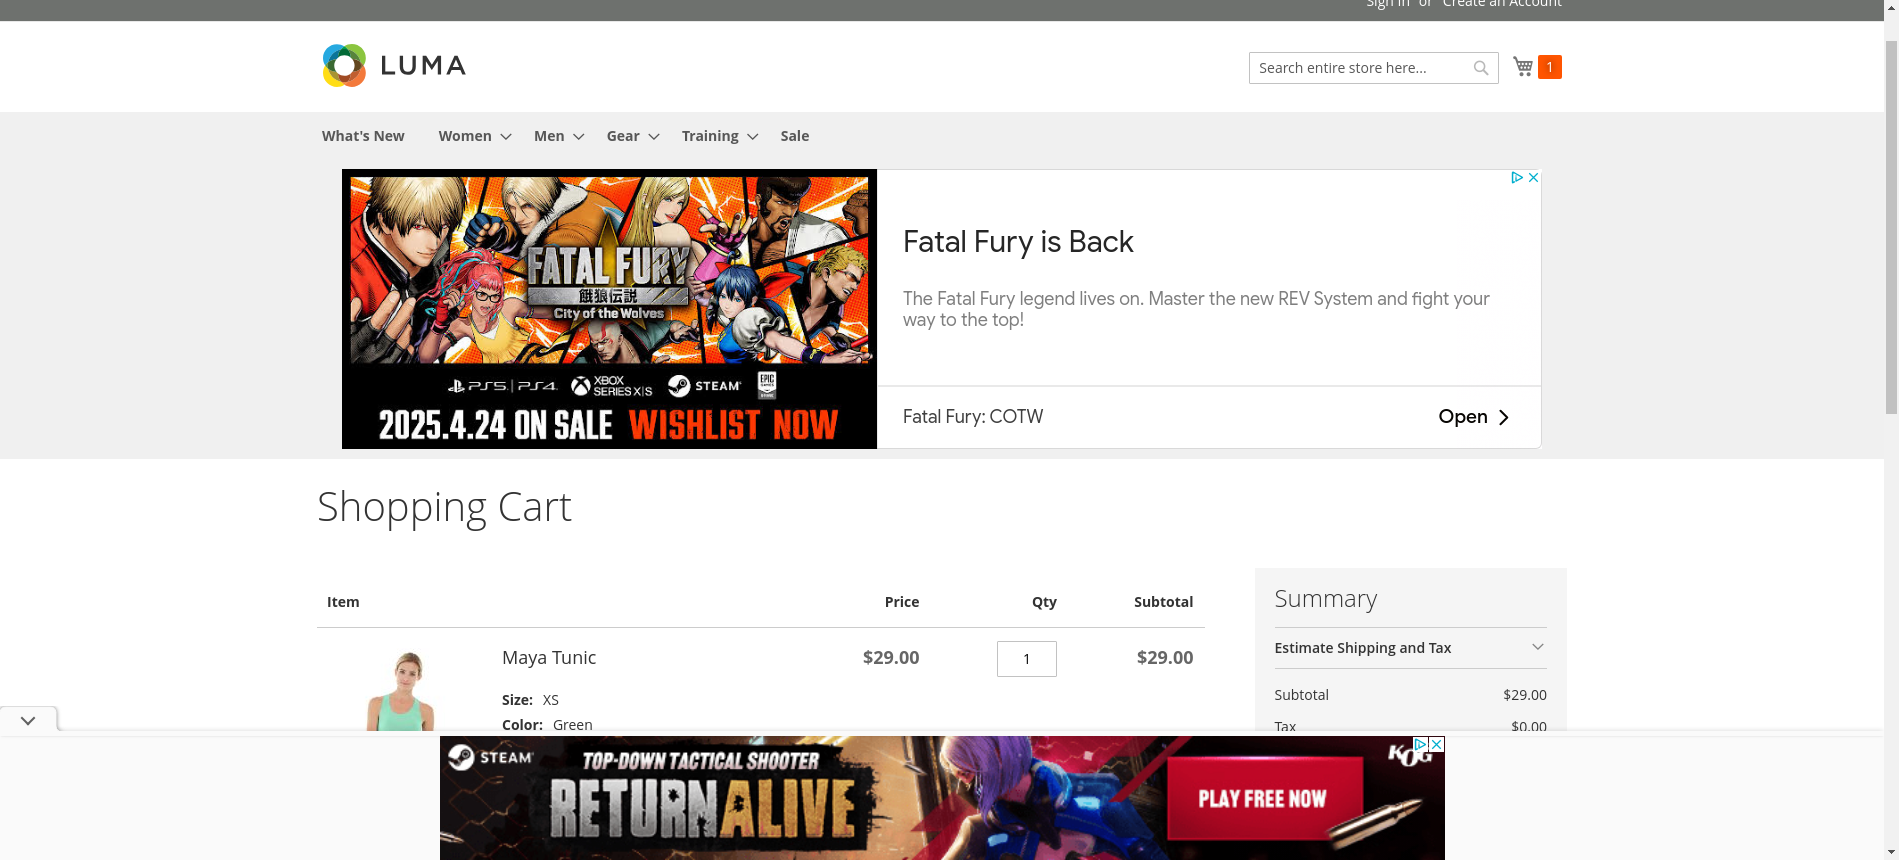 Sign In or Create an Account
LUMA
Search entire store here...
1
What's New Women Men Gear Training Sale
FATAL FURY
餓狼伝説
City of the Wolves
PS5 | PS4 XBOX SERIES X|S STEAM EPIC GAMES STORE
2025.4.24 ON SALE WISHLIST NOW
Fatal Fury is Back
The Fatal Fury legend lives on. Master the new REV System and fight your
way to the top!
Fatal Fury: COTW
Open
Shopping Cart
Item Price Qty Subtotal
Maya Tunic $29.00 1 $29.00
Size: XS
Color: Green
Summary
Estimate Shipping and Tax
Subtotal $29.00
Tax $0.00
STEAM
TOP-DOWN TACTICAL SHOOTER
RETURN ALIVE
PLAY FREE NOW
KOG